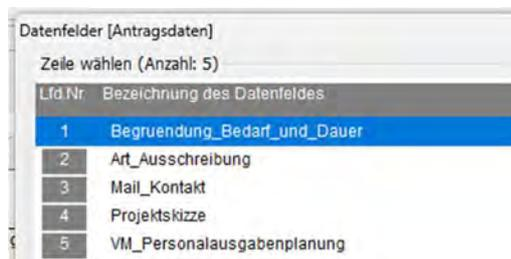 Datenfelder [Antragsdaten]
Zeile wählen (Anzahl: 5)
Lfd.Nr Bezeichnung des Datenfeldes
1 Begruendung_Bedarf_und_Dauer
2 Art_Ausschreibung
3 Mail_Kontakt
4 Projektskizze
5 VM_Personalausgabenplanung